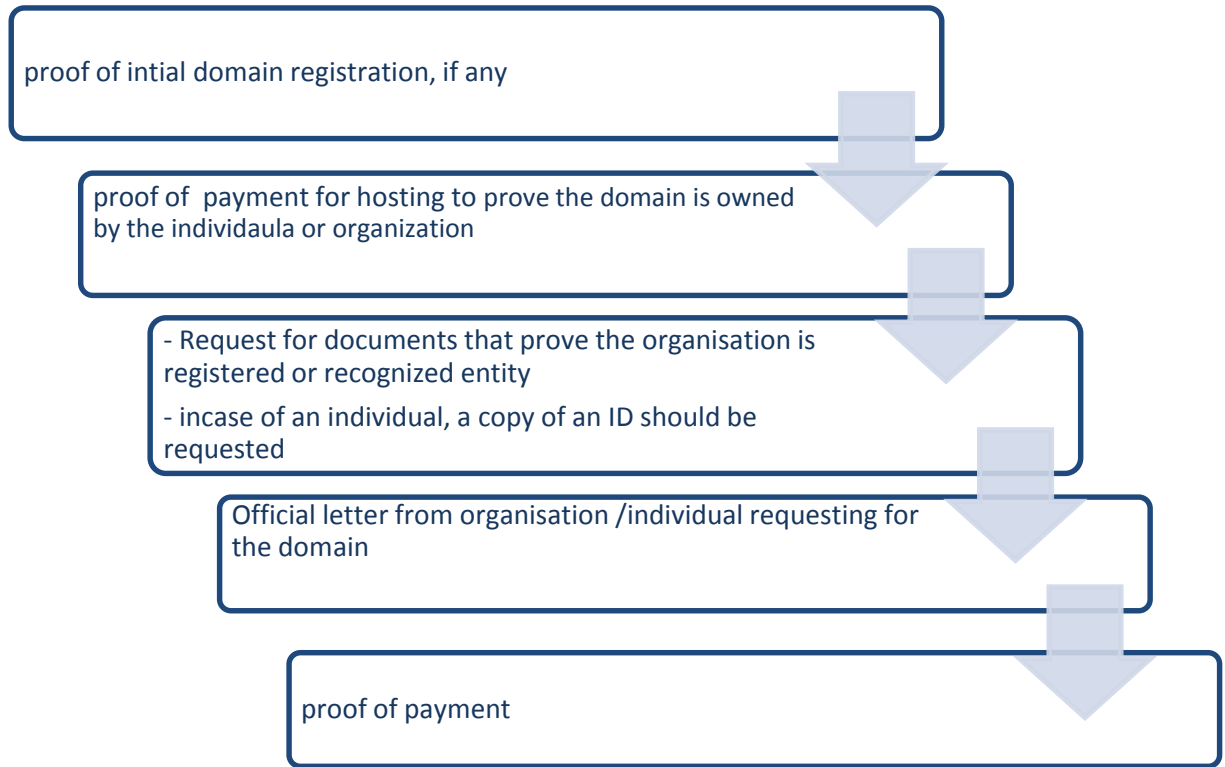 proof of intial domain registration, if any
proof of  payment for hosting to prove the domain is owned
by the individaula or organization
- Request for documents that prove the organisation is
registered or recognized entity
- incase of an individual, a copy of an ID should be
requested
Official letter from organisation /individual requesting for
the domain
proof of payment